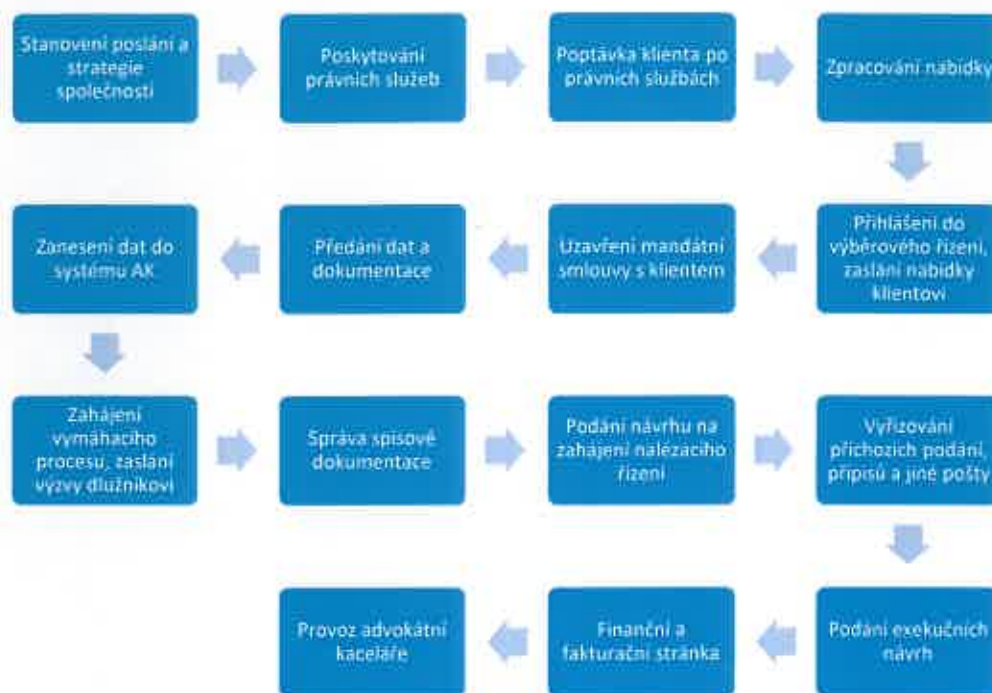 Stanovení poslání a
strategie
společnosti
Poskytování
právních služeb
Poptávka klienta po
právních službách
Zpracování nabídky
Přihlášení do
výběrového řízení,
zaslání nabídky
klientovi
Uzavření mandátní
smlouvy s klientem
Předání dat a
dokumentace
Zanesení dat do
systému AK
Zahájení
vymáhacího
procesu, zaslání
výzvy dlužníkovi
Správa spisové
dokumentace
Podání návrhu na
zahájení nalézacího
řízení
Vyřizování
příchozích podání,
přípisů a jiné pošty
Podání exekučních
návrh
Finanční a
fakturační stránka
Provoz advokátní
kaceláře